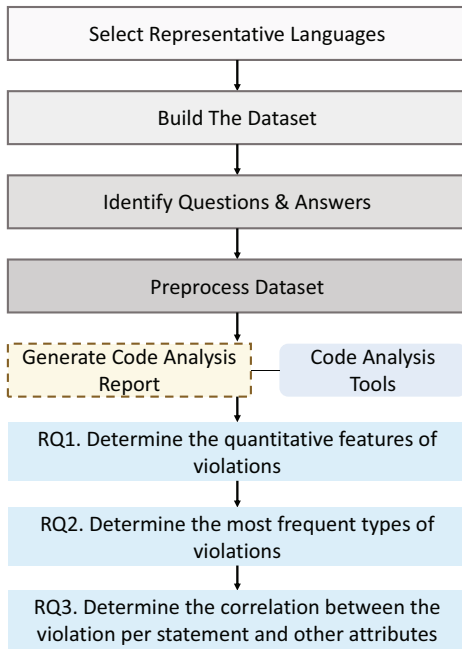 Select Representative Languages
Build The Dataset
Identify Questions & Answers
Preprocess Dataset
Generate Code Analysis
Report
Code Analysis
Tools
RQ1. Determine the quantitative features of
violations
RQ2. Determine the most frequent types of
violations
RQ3. Determine the correlation between the
violation per statement and other attributes